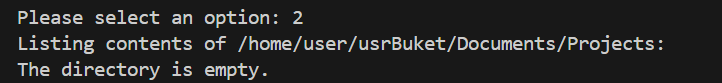 Please select an option: 2
Listing contents of /home/user/usrBuket/Documents/Projects:
The directory is empty.